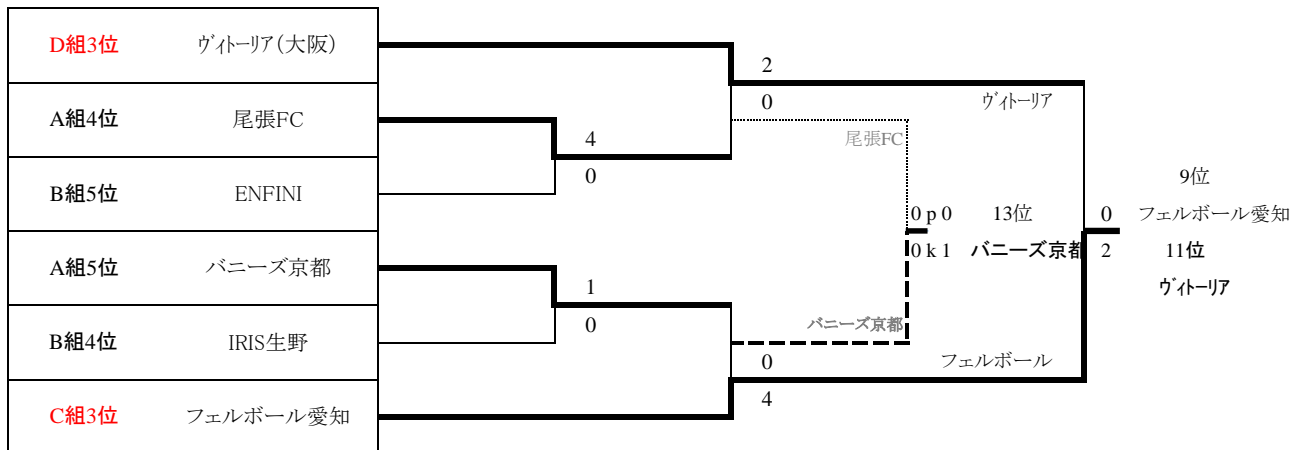 D組3位 ヴィトーリア(大阪)
2
0
ヴィトーリア
A組4位 尾張FC
4
0
尾張FC
B組5位 ENFINI
9位
0 p 0 13位
0 フェルボール愛知
A組5位 バニーズ京都
0 k 1 バニーズ京都
2 11位
ヴィトーリア
1
0
バニーズ京都
B組4位 IRIS生野
0
4
フェルボール
C組3位 フェルボール愛知